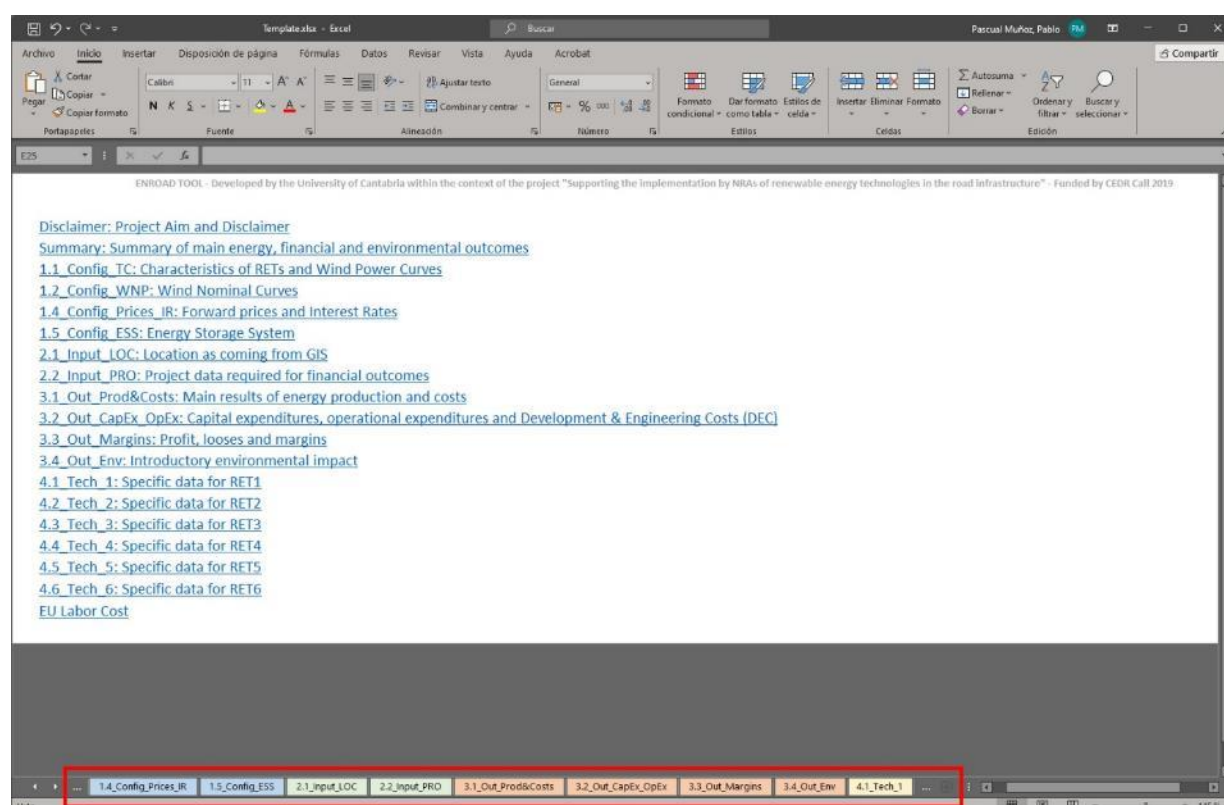 Template.xlsx - Excel
Buscar
Pascual Muñoz, Pablo
PM
Archivo Inicio Insertar Disposición de página Fórmulas Datos Revisar Vista Ayuda Acrobat
Compartir
Pegar
Cortar
Copiar
Copiar formato
Portapapeles
Calibri 11
N K S
Fuente
Ajustar texto
Combinar y centrar
Alineación
General
% 000
Número
Formato condicional
Dar formato como tabla
Estilos de celda
Estilos
Insertar Eliminar Formato
Celdas
Autosuma
Rellenar
Borrar
Ordenar y filtrar
Buscar y seleccionar
Edición
E25
fx
ENROAD TOOL - Developed by the University of Cantabria within the context of the project "Supporting the implementation by NRAs of renewable energy technologies in the road infrastructure" - Funded by CEDR Call 2019
Disclaimer: Project Aim and Disclaimer
Summary: Summary of main energy, financial and environmental outcomes
1.1_Config_TC: Characteristics of RETs and Wind Power Curves
1.2_Config_WNP: Wind Nominal Curves
1.4_Config_Prices_IR: Forward prices and Interest Rates
1.5_Config_ESS: Energy Storage System
2.1_Input_LOC: Location as coming from GIS
2.2_Input_PRO: Project data required for financial outcomes
3.1_Out_Prod&Costs: Main results of energy production and costs
3.2_Out_CapEx_OpEx: Capital expenditures, operational expenditures and Development & Engineering Costs (DEC)
3.3_Out_Margins: Profit, looses and margins
3.4_Out_Env: Introductory environmental impact
4.1_Tech_1: Specific data for RET1
4.2_Tech_2: Specific data for RET2
4.3_Tech_3: Specific data for RET3
4.4_Tech_4: Specific data for RET4
4.5_Tech_5: Specific data for RET5
4.6_Tech_6: Specific data for RET6
EU Labor Cost
... 1.4_Config_Prices_IR 1.5_Config_ESS 2.1_Input_LOC 2.2_Input_PRO 3.1_Out_Prod&Costs 3.2_Out_CapEx_OpEx 3.3_Out_Margins 3.4_Out_Env 4.1_Tech_1 ...